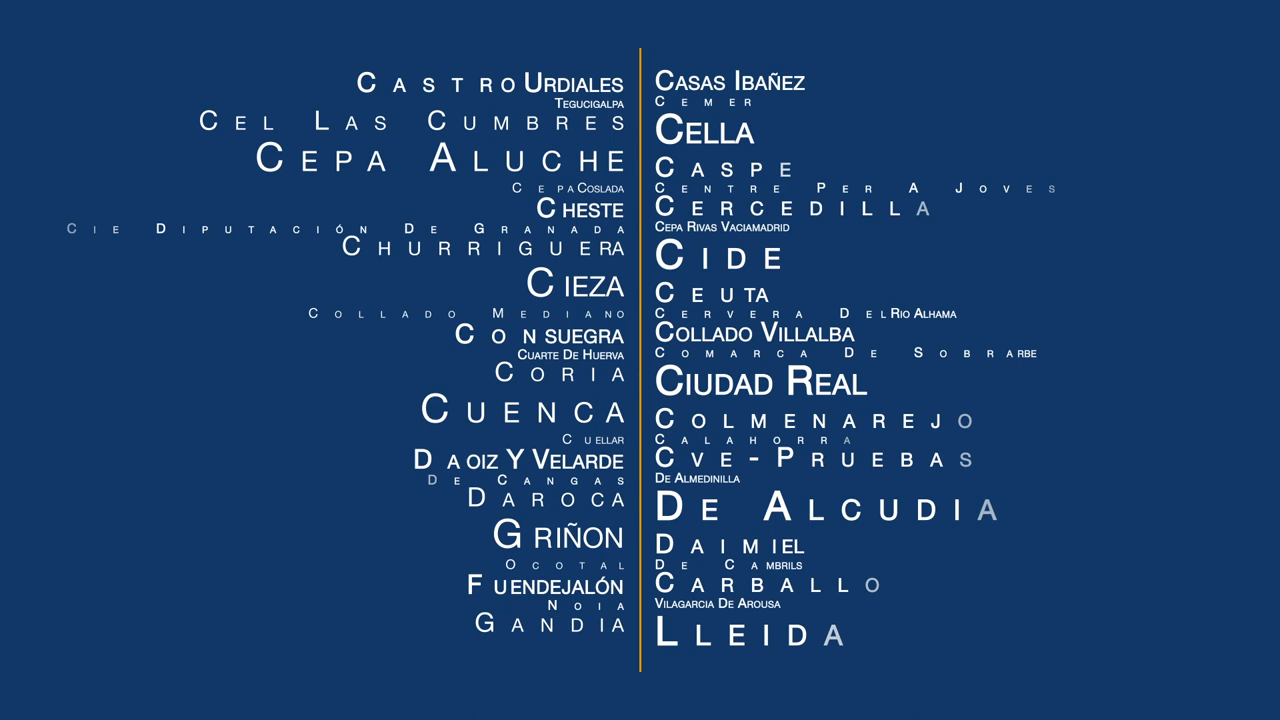 Castro Urdiales
Tegucigalpa
Cel Las Cumbres
Cepa Aluche
Cepa Coslada
Cheste
Cie Diputación De Granada
Churriguera
Cieza
Collado Mediano
Consuegra
Cuarte De Huerva
Coria
Cuenca
Cuellar
Daoiz Y Velarde
De Cangas
Daroca
Griñon
Ocotal
Fuendejalón
Noia
Gandia
Casas Ibañez
Cemer
Cella
Caspe
Centre Per A Joves
Cercedilla
Cepa Rivas Vaciamadrid
Cide
Ceuta
Cervera Del Rio Alhama
Collado Villalba
Comarca De Sobrarbe
Ciudad Real
Colmenarejo
Calahorra
Cve-Pruebas
De Almedinilla
De Alcudia
Daimiel
De Cambrils
Carballo
Vilagarcia De Arousa
Lleida